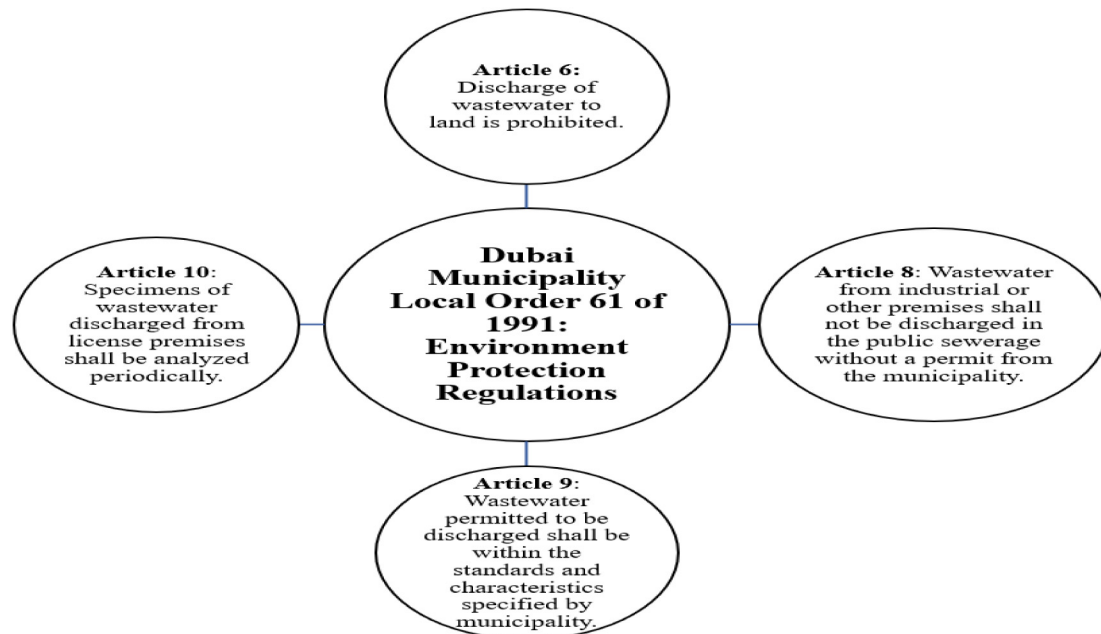 Article 6:
Discharge of
wastewater to
land is prohibited.
Article 10:
Specimens of
wastewater
discharged from
license premises
shall be analyzed
periodically.
Dubai
Municipality
Local Order 61 of
1991:
Environment
Protection
Regulations
Article 8: Wastewater
from industrial or
other premises shall
not be discharged in
the public sewerage
without a permit from
the municipality.
Article 9:
Wastewater
permitted to be
discharged shall be
within the
standards and
characteristics
specified by
municipality.